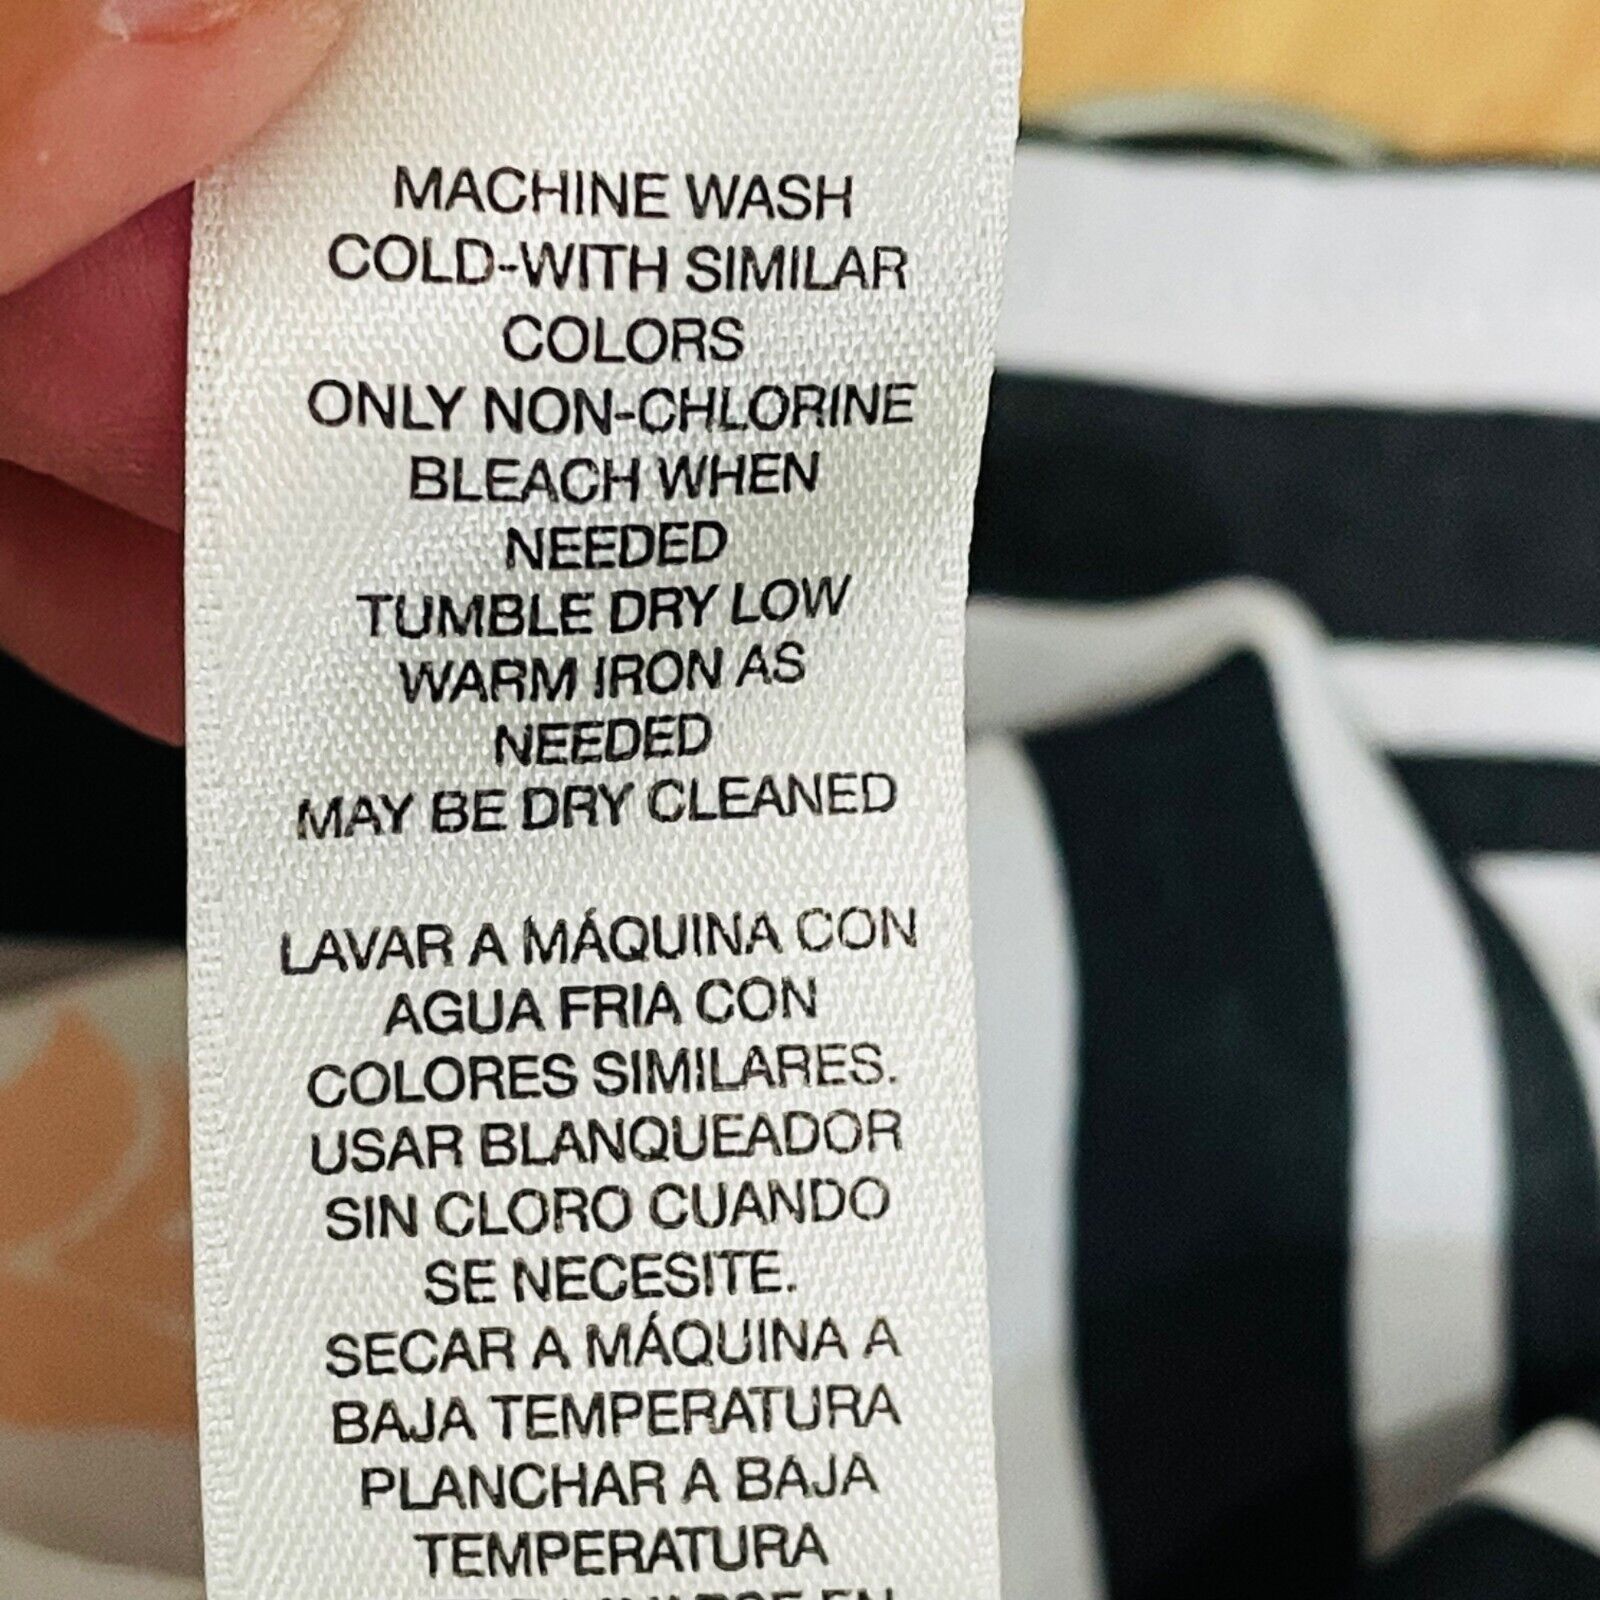 MACHINE WASH
COLD-WITH SIMILAR
COLORS
ONLY NON-CHLORINE
BLEACH WHEN
NEEDED
TUMBLE DRY LOW
WARM IRON AS
NEEDED
MAY BE DRY CLEANED
LAVAR A MÁQUINA CON
AGUA FRIA CON
COLORES SIMILARES.
USAR BLANQUEADOR
SIN CLORO CUANDO
SE NECESITE.
SECAR A MÁQUINA A
BAJA TEMPERATURA
PLANCHAR A BAJA
TEMPERATURA
EN